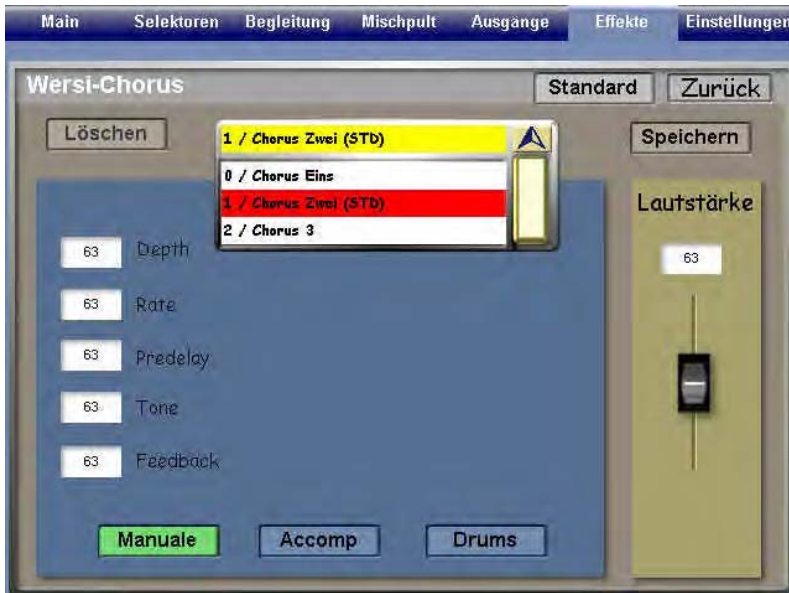 Main Selektoren Begleitung Mischpult Ausgänge Effekte Einstellungen
Wersi-Chorus Standard Zurück
Löschen 1 / Chorus Zwei (STD) Speichern
0 / Chorus Eins
1 / Chorus Zwei (STD)
2 / Chorus 3
Lautstärke
63
63 Depth
63 Rate
63 Predelay
63 Tone
63 Feedback
Manuale Accomp Drums